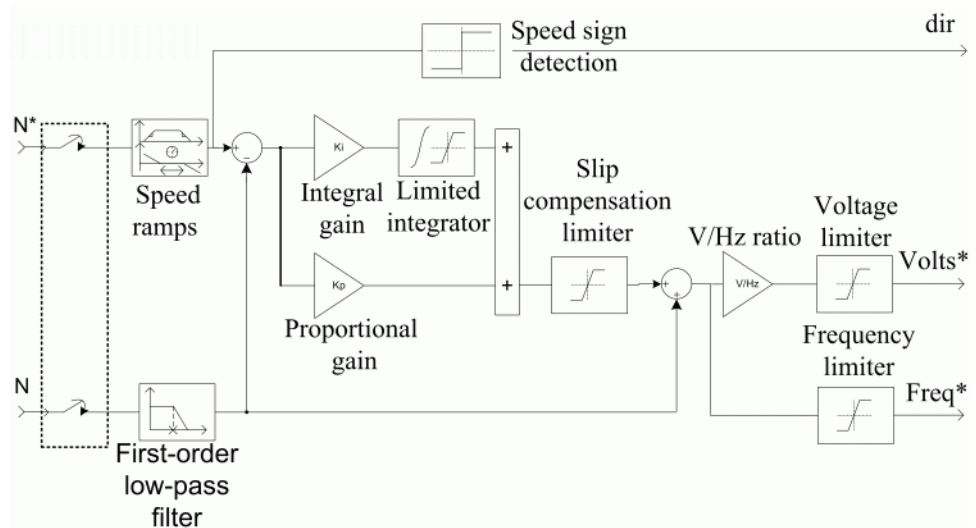 Speed sign
detection
dir
N*
Speed
ramps
+
−
Ki
Integral
gain
Limited
integrator
+
+
Kp
Proportional
gain
Slip
compensation
limiter
+
+
V/Hz ratio
V/Hz
Voltage
limiter
Volts*
Frequency
limiter
Freq*
N
First-order
low-pass
filter